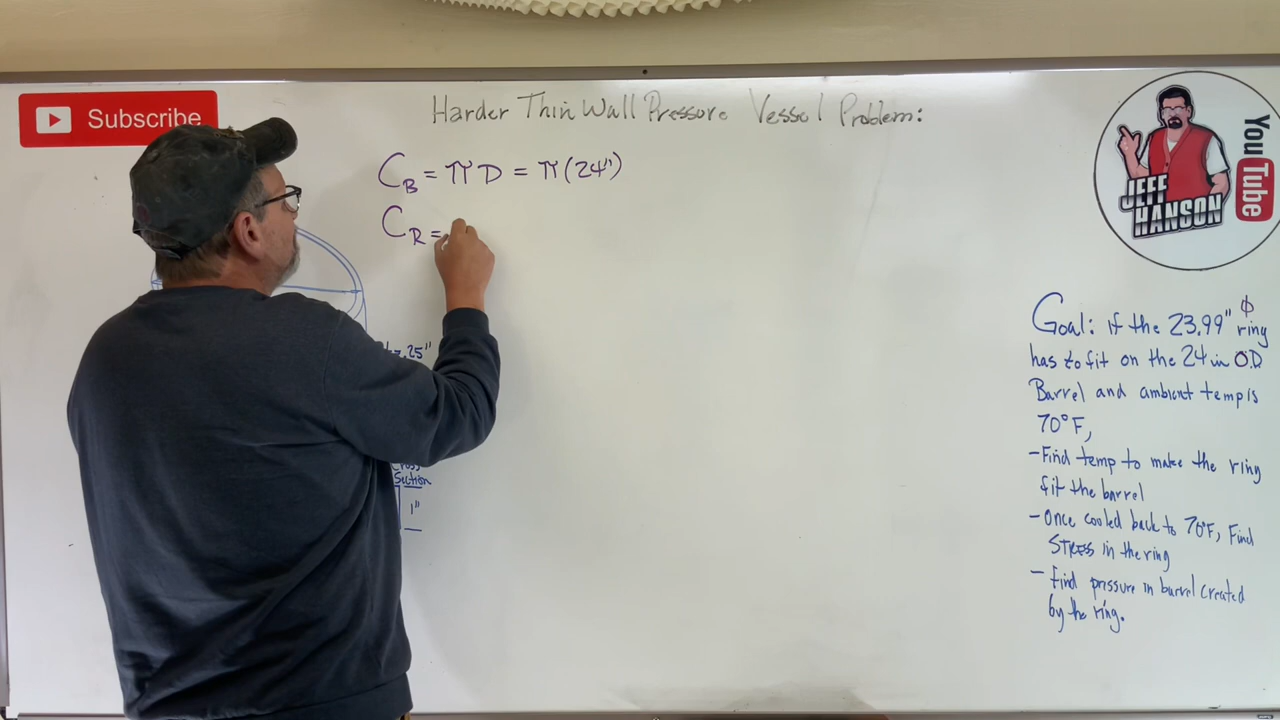 Subscribe
Harder Thin Wall Pressure Vessel Problem:
C_B = π D = π (24")
C_R =
.25"
Section
1"
JEFF
HANSON
YouTube
Goal: if the 23.99" ϕ ring
has to fit on the 24 in O.D
Barrel and ambient temp is
70°F,
-Find temp to make the ring
fit the barrel
-Once cooled back to 70°F, Find
STRESS in the ring
- find pressure in barrel created
by the ring.